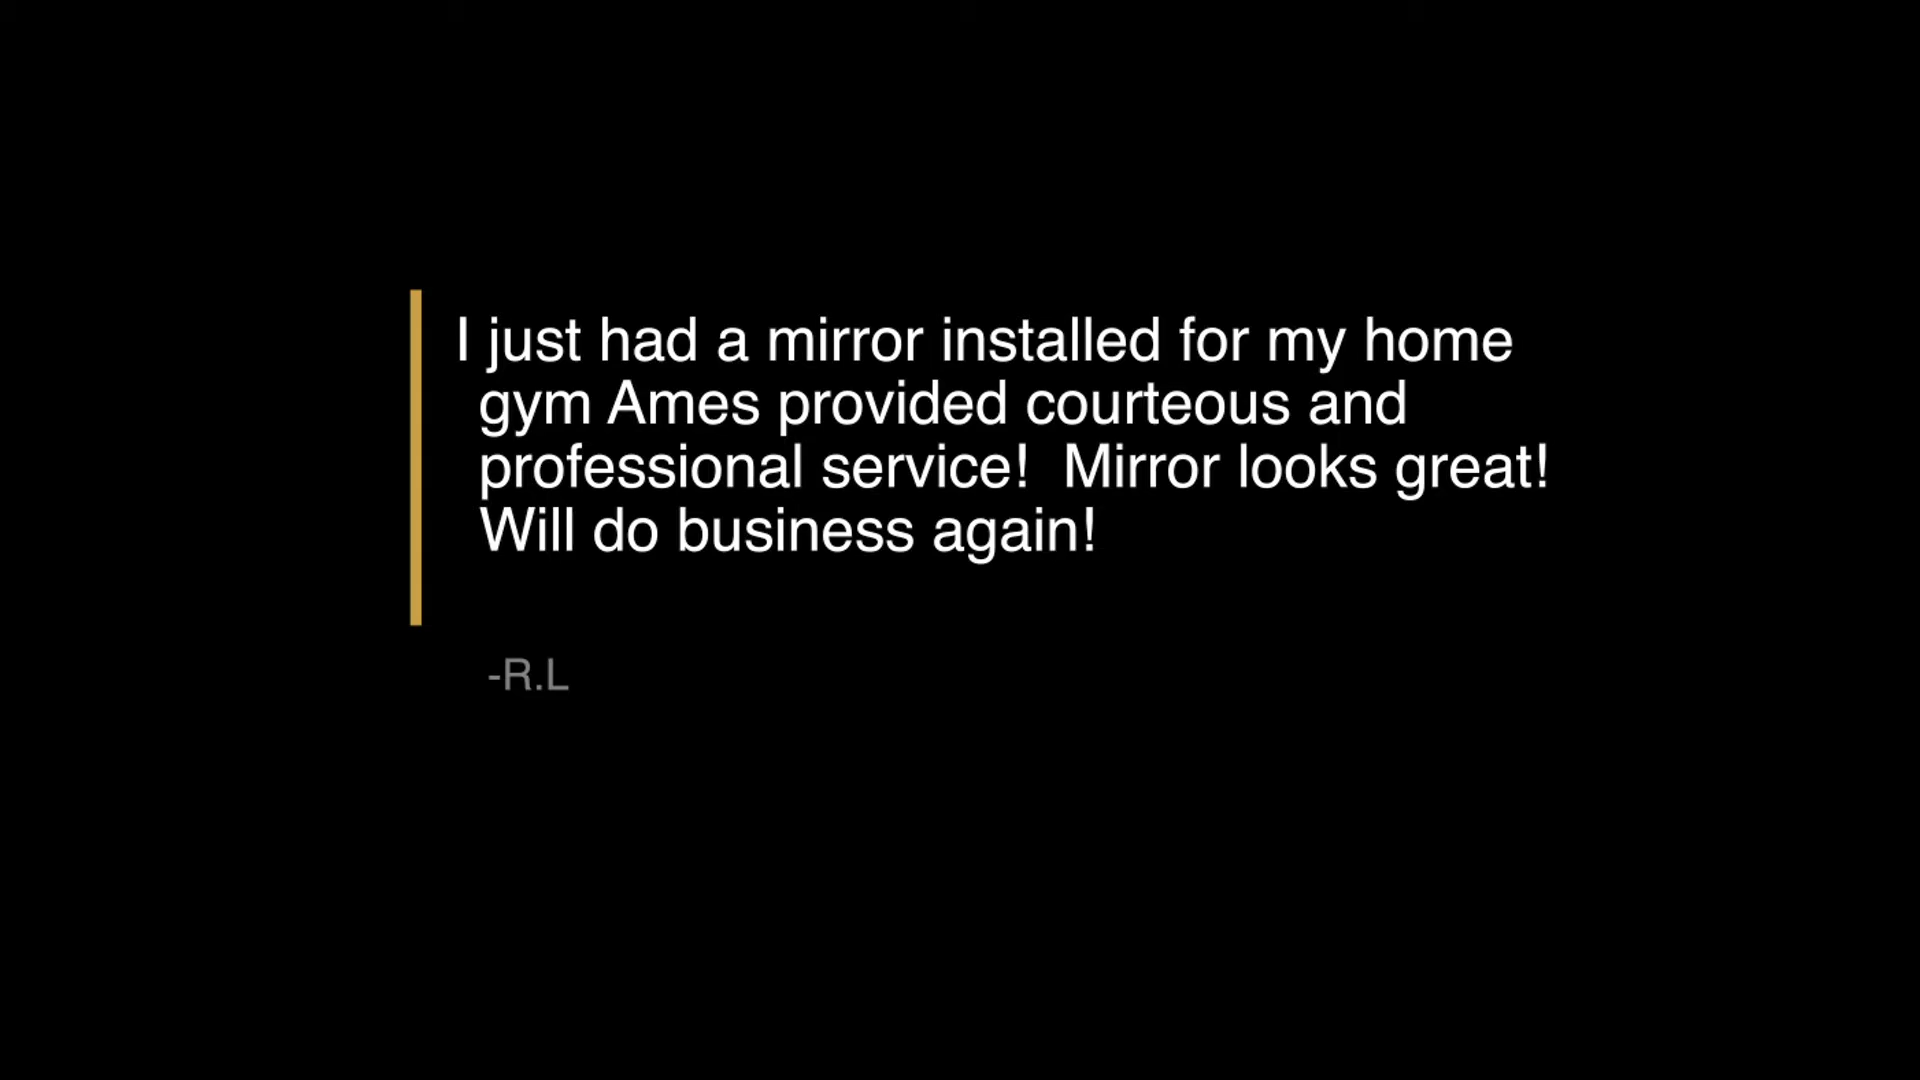 I just had a mirror installed for my home
gym Ames provided courteous and
professional service!  Mirror looks great!
Will do business again!
-R.L